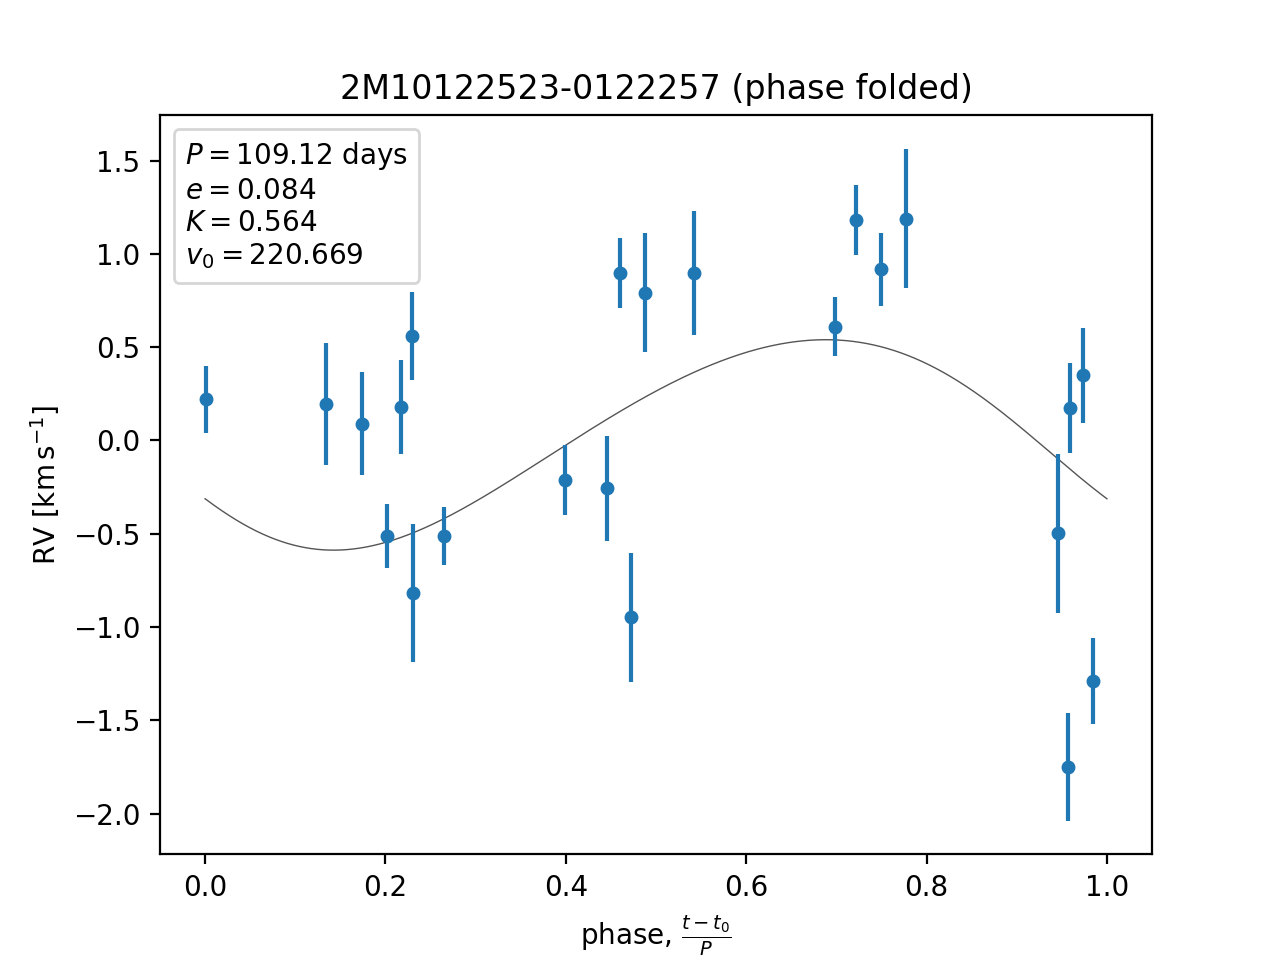 2M10122523-0122257 (phase folded)
P = 109.12 days
e = 0.084
K = 0.564
v₀ = 220.669
1.5
1.0
0.5
0.0
−0.5
−1.0
−1.5
−2.0
RV [km s⁻¹]
0.0 0.2 0.4 0.6 0.8 1.0
phase, (t − t₀)/P